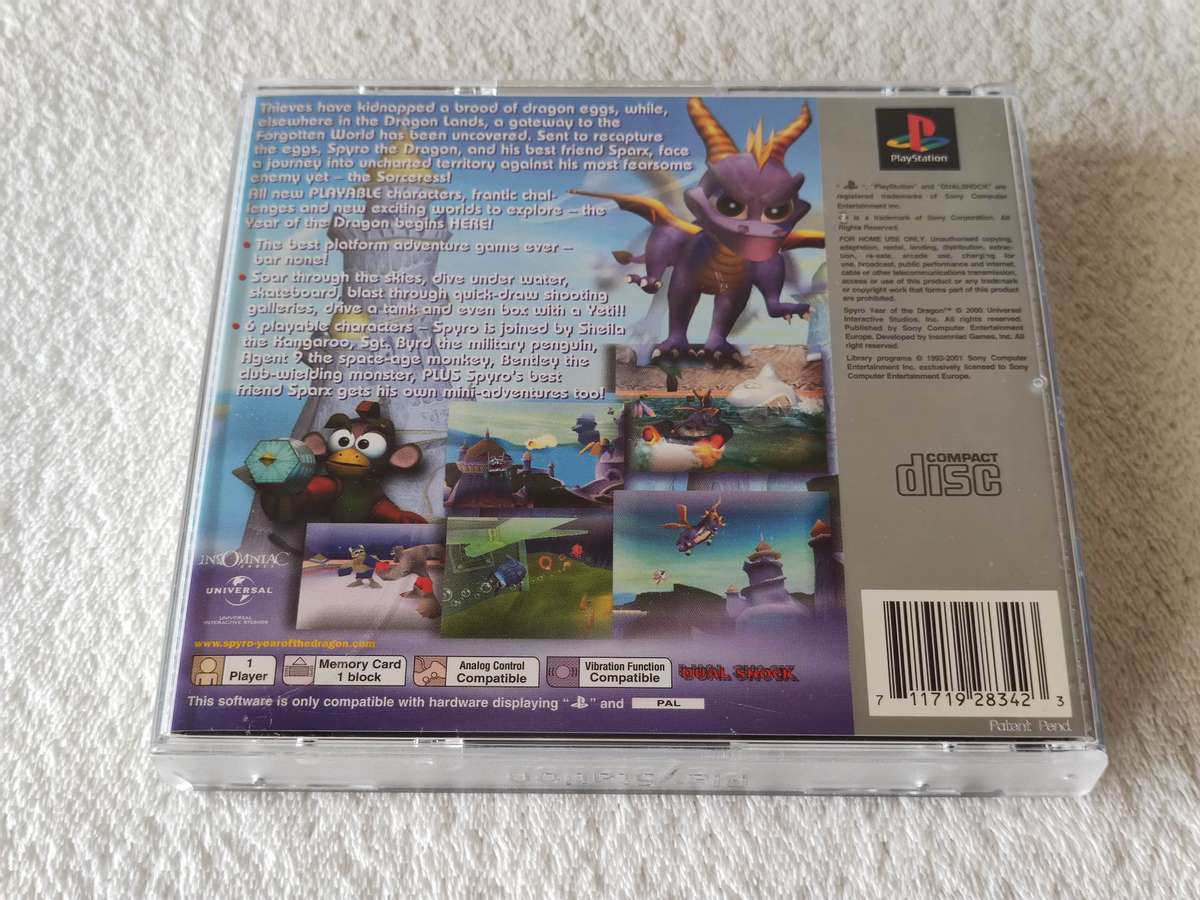 Thieves have kidnapped a brood of dragon eggs, while,
elsewhere in the Dragon Lands, a gateway to the
Forgotten World has been uncovered. Sent to recapture
the eggs, Spyro the Dragon, and his best friend Sparx, face
a journey into uncharted territory against his most fearsome
enemy yet – the Sorceress!
All new PLAYABLE characters, frantic chal-
lenges and new exciting worlds to explore – the
Year of the Dragon begins HERE!
• The best platform adventure game ever –
bar none!
• Soar through the skies, dive under water,
skateboard, blast through quick-draw shooting
galleries, drive a tank and even box with a Yeti!!
• 6 playable characters – Spyro is joined by Sheila
the Kangaroo, Sgt. Byrd the military penguin,
Agent 9 the space-age monkey, Bentley the
club-wielding monster, PLUS Spyro's best
friend Sparx gets his own mini-adventures too!
INSOMNIAC
GAMES
UNIVERSAL
UNIVERSAL
INTERACTIVE STUDIOS
www.spyro-yearofthedragon.com
1
Player
Memory Card
1 block
Analog Control
Compatible
Vibration Function
Compatible
DUAL SHOCK
This software is only compatible with hardware displaying " " and PAL
PlayStation
" ", "PlayStation" and "DUALSHOCK" are
registered trademarks of Sony Computer
Entertainment Inc.
is a trademark of Sony Corporation. All
Rights Reserved.
FOR HOME USE ONLY. Unauthorised copying,
adaptation, rental, lending, distribution, extrac-
tion, re-sale, arcade use, charging for
use, broadcast, public performance and internet,
cable or other telecommunications transmission,
access or use of this product or any trademark
or copyright work that forms part of this product
are prohibited.
Spyro Year of the Dragon™ © 2000 Universal
Interactive Studios, Inc. All rights reserved.
Published by Sony Computer Entertainment
Europe. Developed by Insomniac Games, Inc. All
right reserved.
Library programs © 1993-2001 Sony Computer
Entertainment Inc. exclusively licensed to Sony
Computer Entertainment Europe.
COMPACT
disc
7 11719 28342 3
Patent Pend.
PlayStation